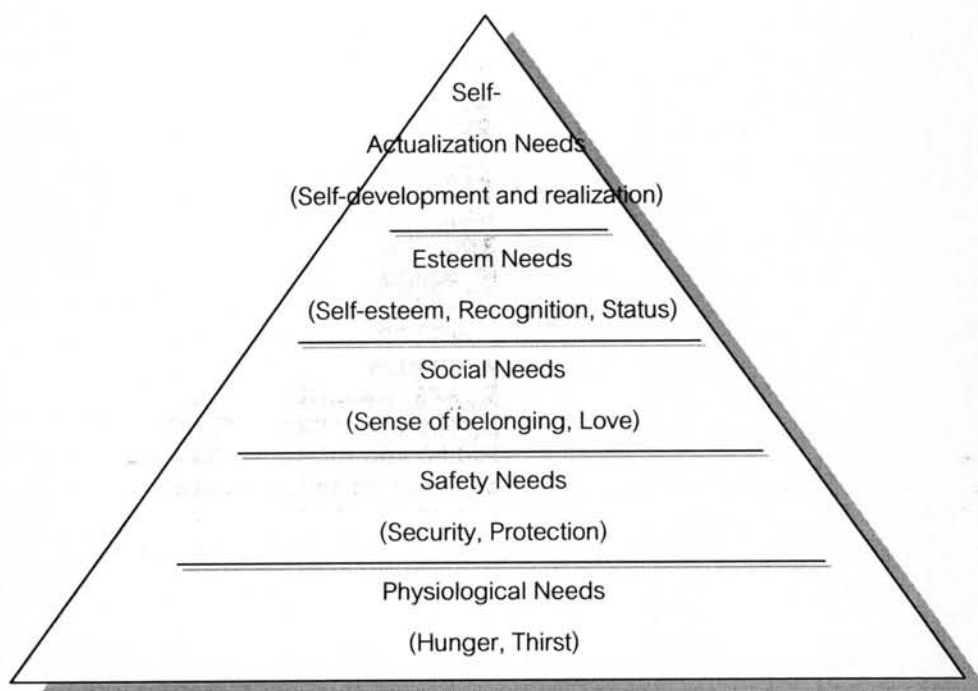 Self-
Actualization Needs
(Self-development and realization)
Esteem Needs
(Self-esteem, Recognition, Status)
Social Needs
(Sense of belonging, Love)
Safety Needs
(Security, Protection)
Physiological Needs
(Hunger, Thirst)